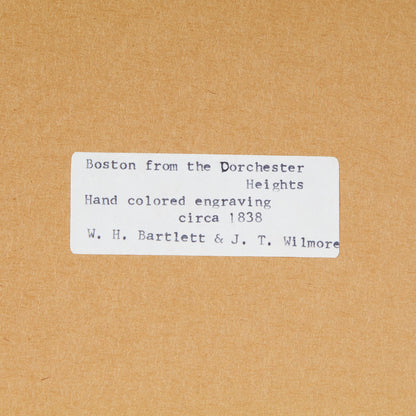 Boston from the Dorchester
Heights
Hand colored engraving
circa 1838
W. H. Bartlett & J. T. Wilmore